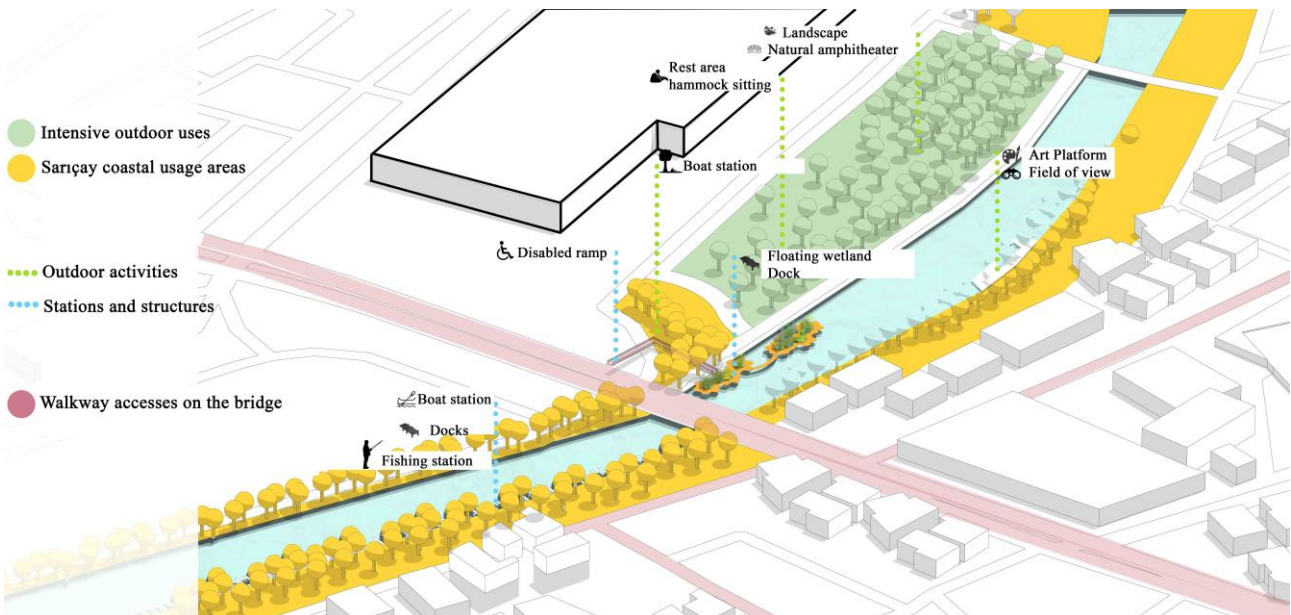 Landscape
Natural amphitheater
Rest area
hammock sitting
Intensive outdoor uses
Sarıçay coastal usage areas
Boat station
Art Platform
Field of view
Disabled ramp
Floating wetland
Dock
Outdoor activities
Stations and structures
Walkway accesses on the bridge
Boat station
Docks
Fishing station